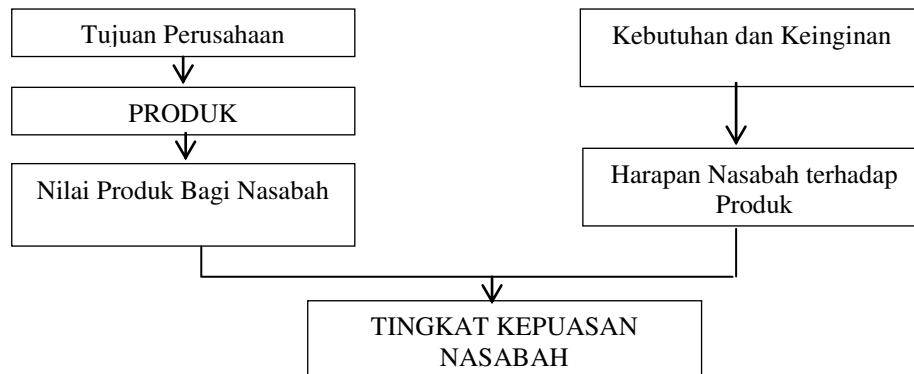 Tujuan Perusahaan
PRODUK
Nilai Produk Bagi Nasabah
Kebutuhan dan Keinginan
Harapan Nasabah terhadap
Produk
TINGKAT KEPUASAN
NASABAH